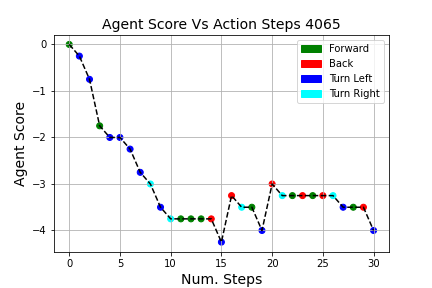 Agent Score Vs Action Steps 4065
Forward
Back
Turn Left
Turn Right
Agent Score
0
−1
−2
−3
−4
0 5 10 15 20 25 30
Num. Steps